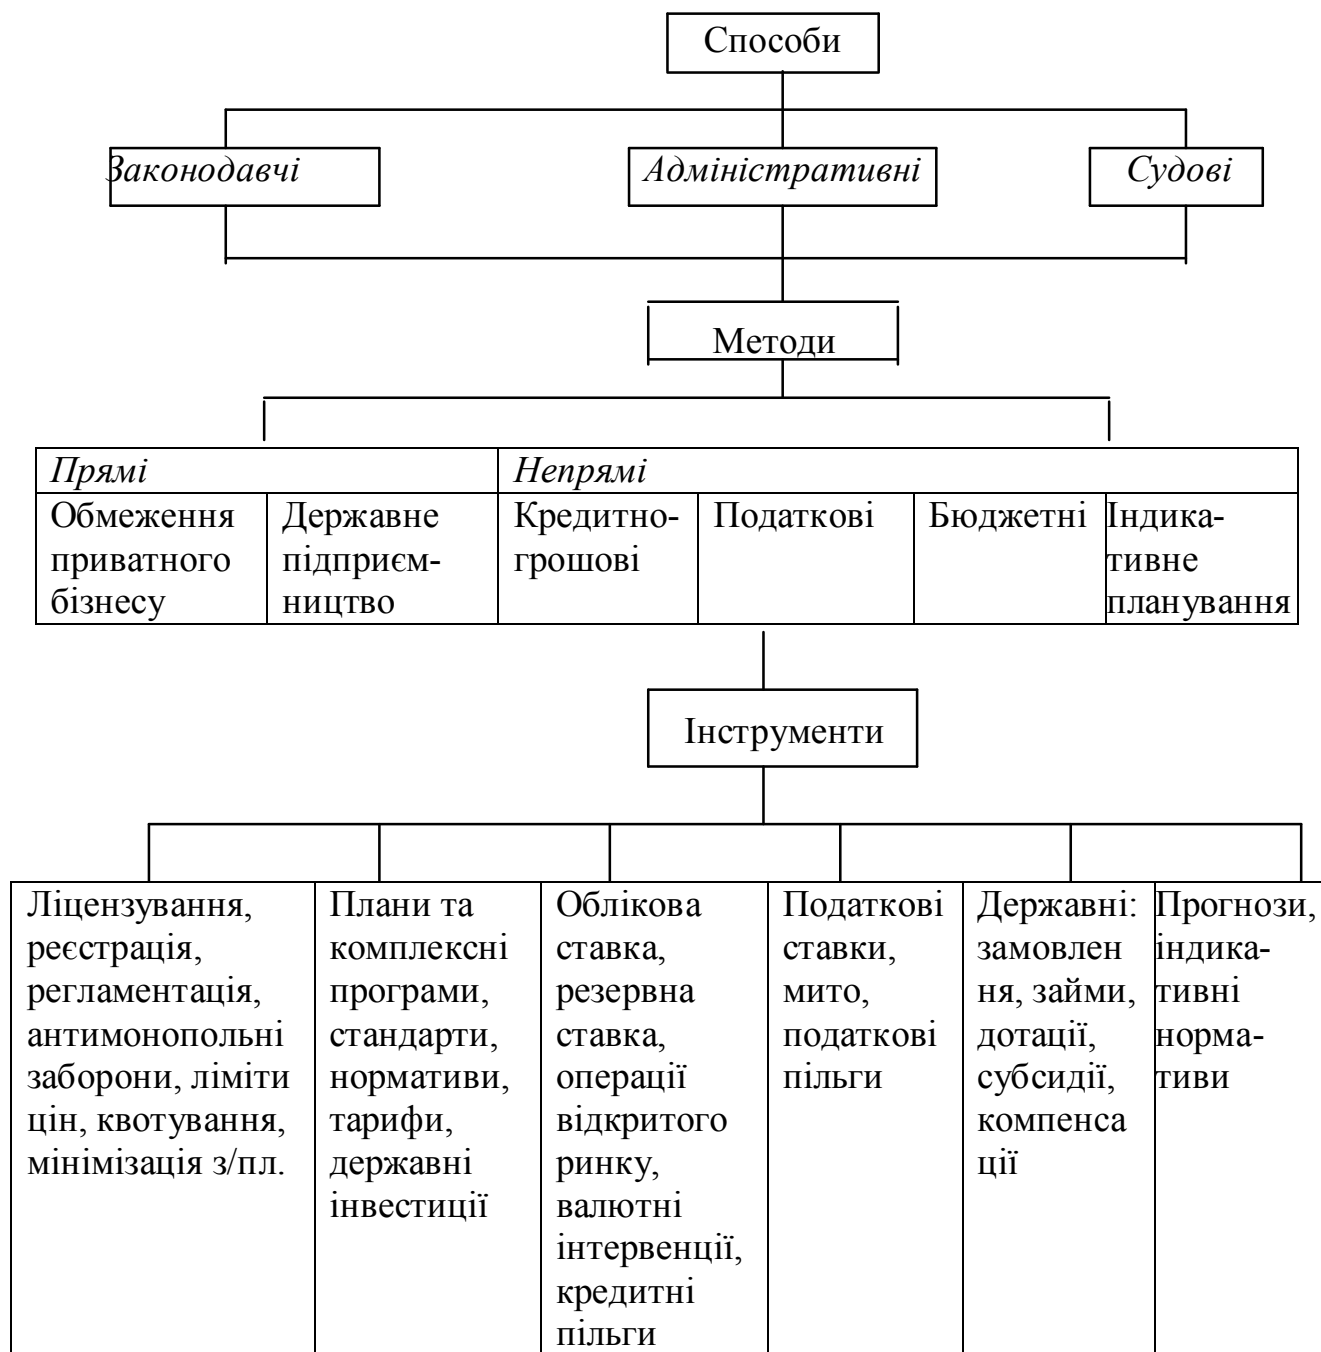 Способи
Законодавчі
Адміністративні
Судові
Методи
Прямі
Непрямі
Обмеження
приватного
бізнесу
Державне
підприєм-
ництво
Кредитно-
грошові
Податкові
Бюджетні
Індика-
тивне
планування
Інструменти
Ліцензування,
реєстрація,
регламентація,
антимонопольні
заборони, ліміти
цін, квотування,
мінімізація з/пл.
Плани та
комплексні
програми,
стандарти,
нормативи,
тарифи,
державні
інвестиції
Облікова
ставка,
резервна
ставка,
операції
відкритого
ринку,
валютні
інтервенції,
кредитні
пільги
Податкові
ставки,
мито,
податкові
пільги
Державні:
замовлен
ня, займи,
дотації,
субсидії,
компенса
ції
Прогнози,
індика-
тивні
норма-
тиви